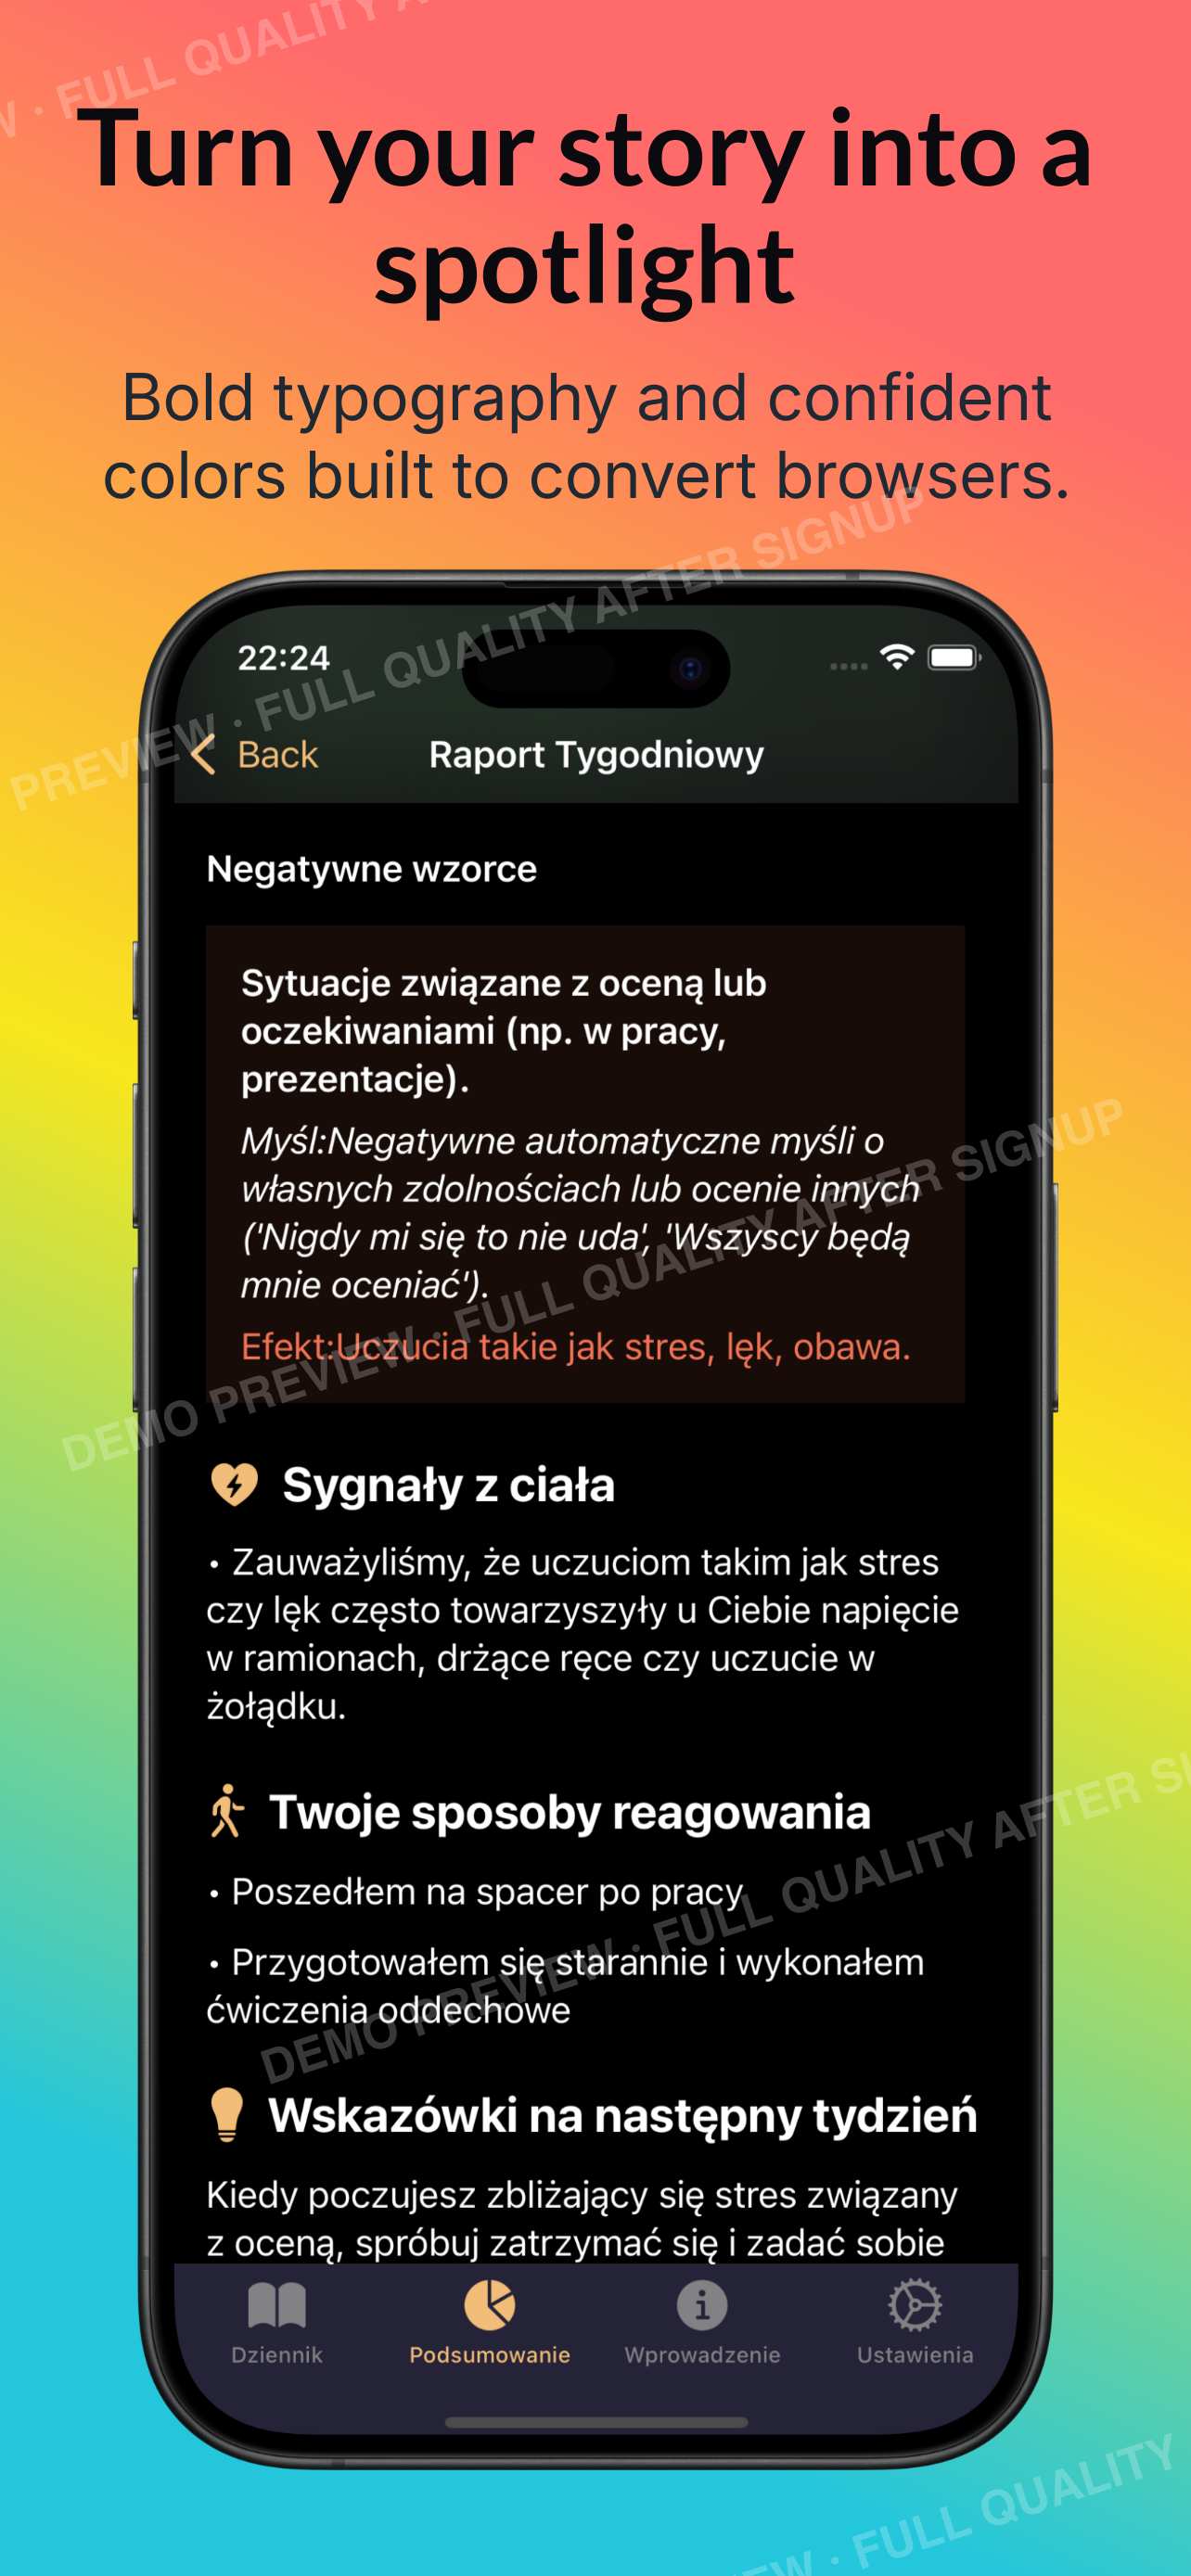 W · FULL QUALITY A
Turn your story into a
spotlight
Bold typography and confident
colors built to convert browsers.
PREVIEW · FULL QUALITY AFTER SIGNUP
22:24
Back
Raport Tygodniowy
Negatywne wzorce
Sytuacje związane z oceną lub
oczekiwaniami (np. w pracy,
prezentacje).
Myśl:Negatywne automatyczne myśli o
własnych zdolnościach lub ocenie innych
('Nigdy mi się to nie uda', 'Wszyscy będą
mnie oceniać').
Efekt:Uczucia takie jak stres, lęk, obawa.
DEMO PREVIEW · FULL QUALITY AFTER SIGNUP
Sygnały z ciała
• Zauważyliśmy, że uczuciom takim jak stres
czy lęk często towarzyszyły u Ciebie napięcie
w ramionach, drżące ręce czy uczucie w
żołądku.
Twoje sposoby reagowania
• Poszedłem na spacer po pracy
• Przygotowałem się starannie i wykonałem
ćwiczenia oddechowe
DEMO PREVIEW · FULL QUALITY AFTER SI
Wskazówki na następny tydzień
Kiedy poczujesz zbliżający się stres związany
z oceną, spróbuj zatrzymać się i zadać sobie
Dziennik
Podsumowanie
Wprowadzenie
Ustawienia
EW · FULL QUALITY